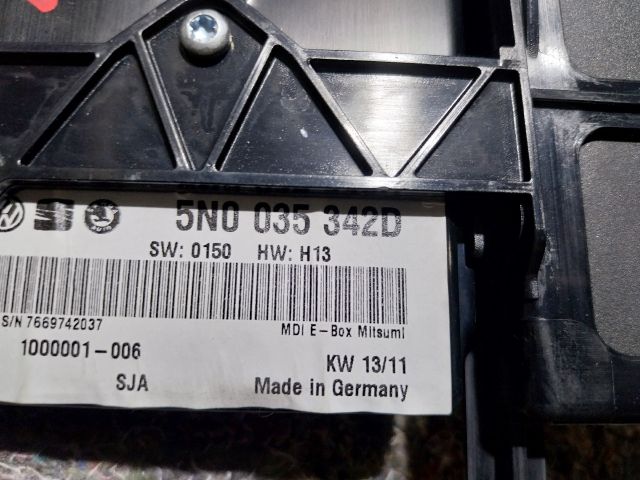 5N0 035 342D
SW: 0150 HW: H13
S/N 7669742037
MDI E-Box Mitsumi
1000001-006
KW 13/11
SJA
Made in Germany